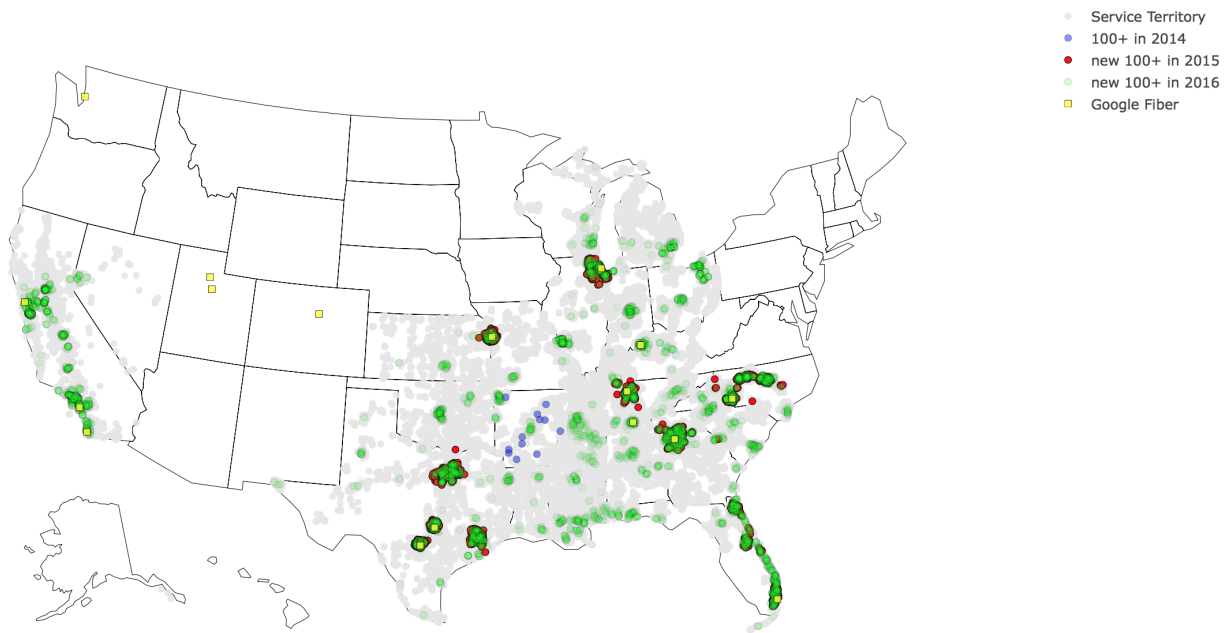 Service Territory
100+ in 2014
new 100+ in 2015
new 100+ in 2016
Google Fiber